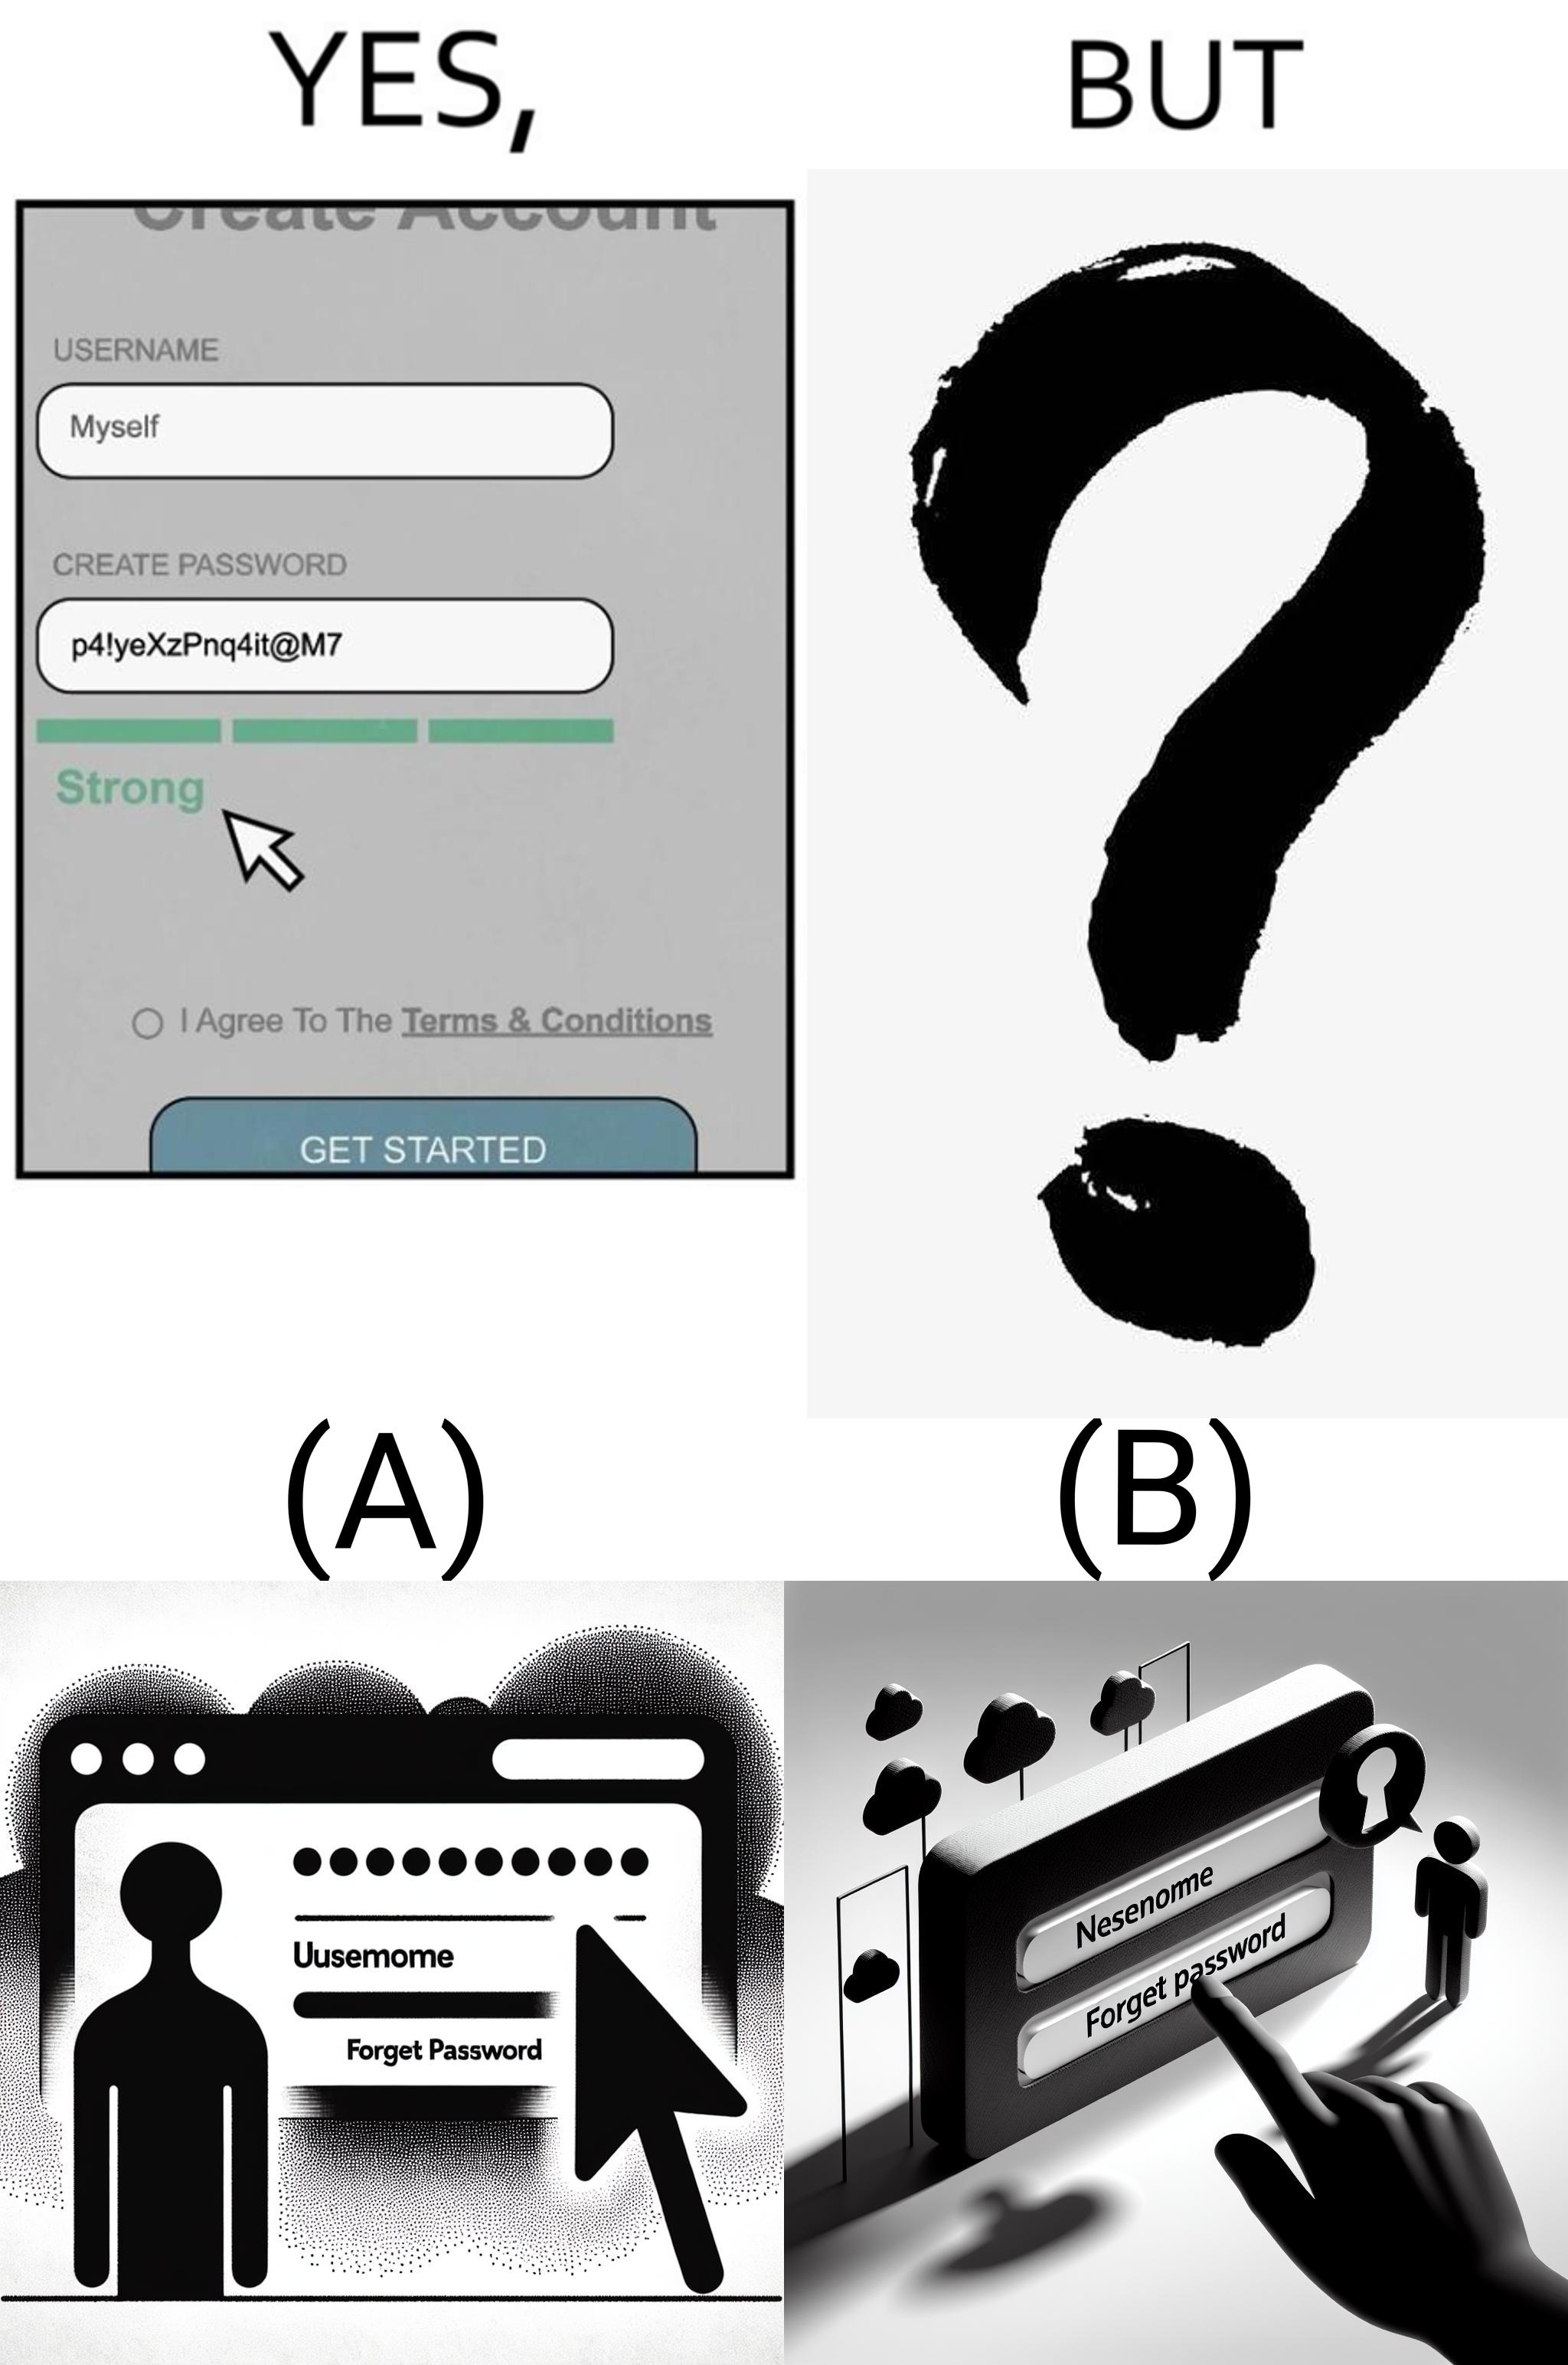 YES,
BUT
Create Account
USERNAME
Myself
CREATE PASSWORD
p4!yeXzPnq4it@M7
Strong
I Agree To The Terms & Conditions
GET STARTED
(A)
(B)
Uusemome
Forget Password
Nesenome
Forget password